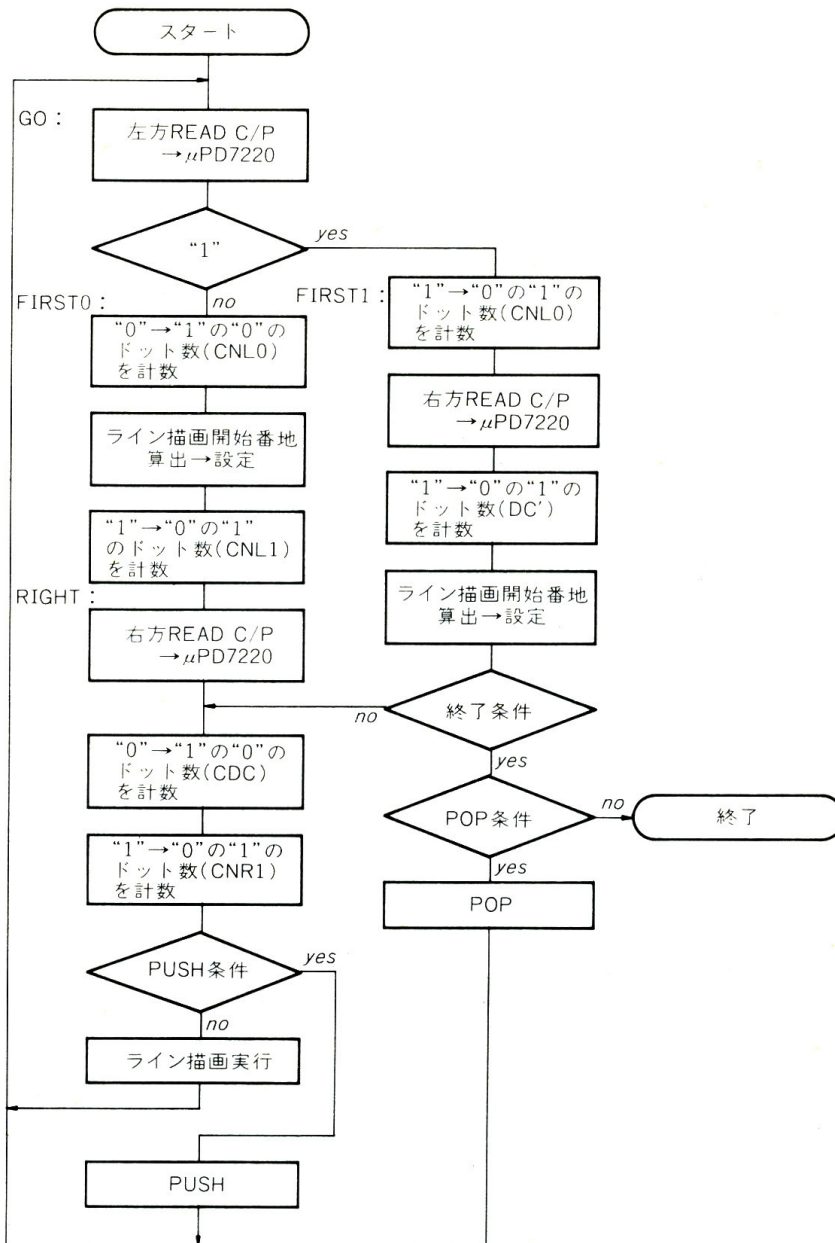 スタート
GO:
左方READ C/P
→μPD7220
“1”
yes
no
FIRST0:
“0”→“1”の“0”の
ドット数(CNL0)
を計数
ライン描画開始番地
算出→設定
“1”→“0”の“1”
のドット数(CNL1)
を計数
RIGHT:
右方READ C/P
→μPD7220
“0”→“1”の“0”の
ドット数(CDC)
を計数
“1”→“0”の“1”の
ドット数(CNR1)
を計数
PUSH条件
yes
no
ライン描画実行
PUSH
FIRST1:
“1”→“0”の“1”の
ドット数(CNL0)
を計数
右方READ C/P
→μPD7220
“1”→“0”の“1”の
ドット数(DC′)
を計数
ライン描画開始番地
算出→設定
終了条件
no
yes
POP条件
no
終了
yes
POP